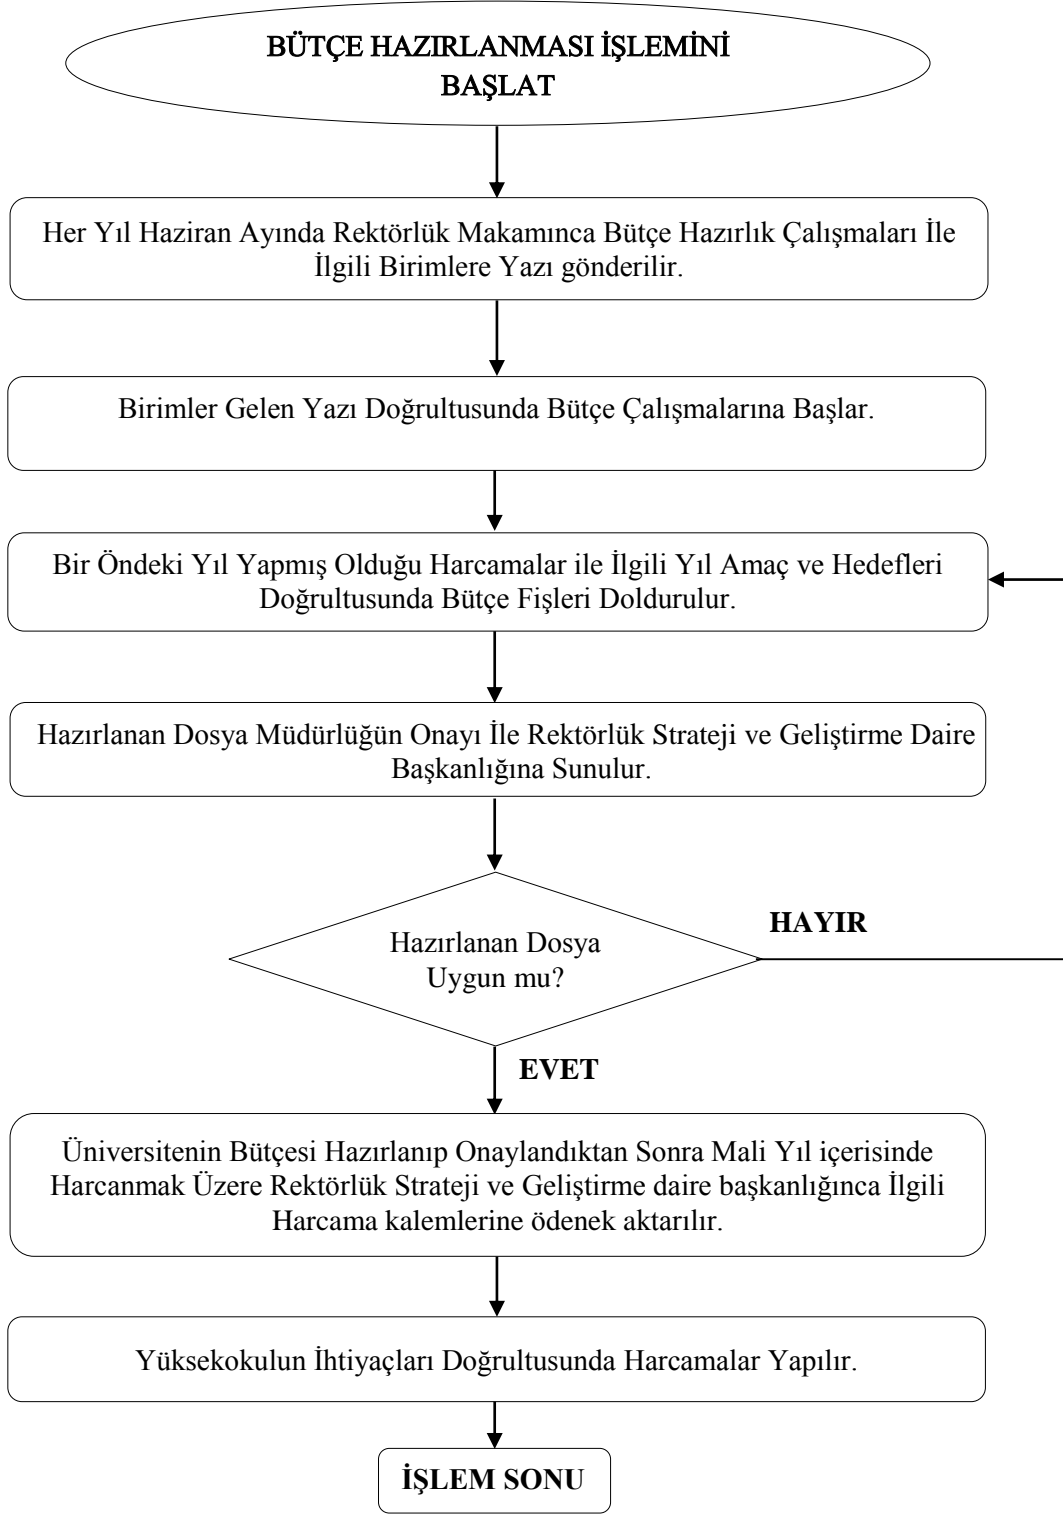 BÜTÇE HAZIRLANMASI İŞLEMİNİ
BAŞLAT
Her Yıl Haziran Ayında Rektörlük Makamınca Bütçe Hazırlık Çalışmaları İle
İlgili Birimlere Yazı gönderilir.
Birimler Gelen Yazı Doğrultusunda Bütçe Çalışmalarına Başlar.
Bir Öndeki Yıl Yapmış Olduğu Harcamalar ile İlgili Yıl Amaç ve Hedefleri
Doğrultusunda Bütçe Fişleri Doldurulur.
Hazırlanan Dosya Müdürlüğün Onayı İle Rektörlük Strateji ve Geliştirme Daire
Başkanlığına Sunulur.
HAYIR
Hazırlanan Dosya
Uygun mu?
EVET
Üniversitenin Bütçesi Hazırlanıp Onaylandıktan Sonra Mali Yıl içerisinde
Harcanmak Üzere Rektörlük Strateji ve Geliştirme daire başkanlığınca İlgili
Harcama kalemlerine ödenek aktarılır.
Yüksekokulun İhtiyaçları Doğrultusunda Harcamalar Yapılır.
İŞLEM SONU